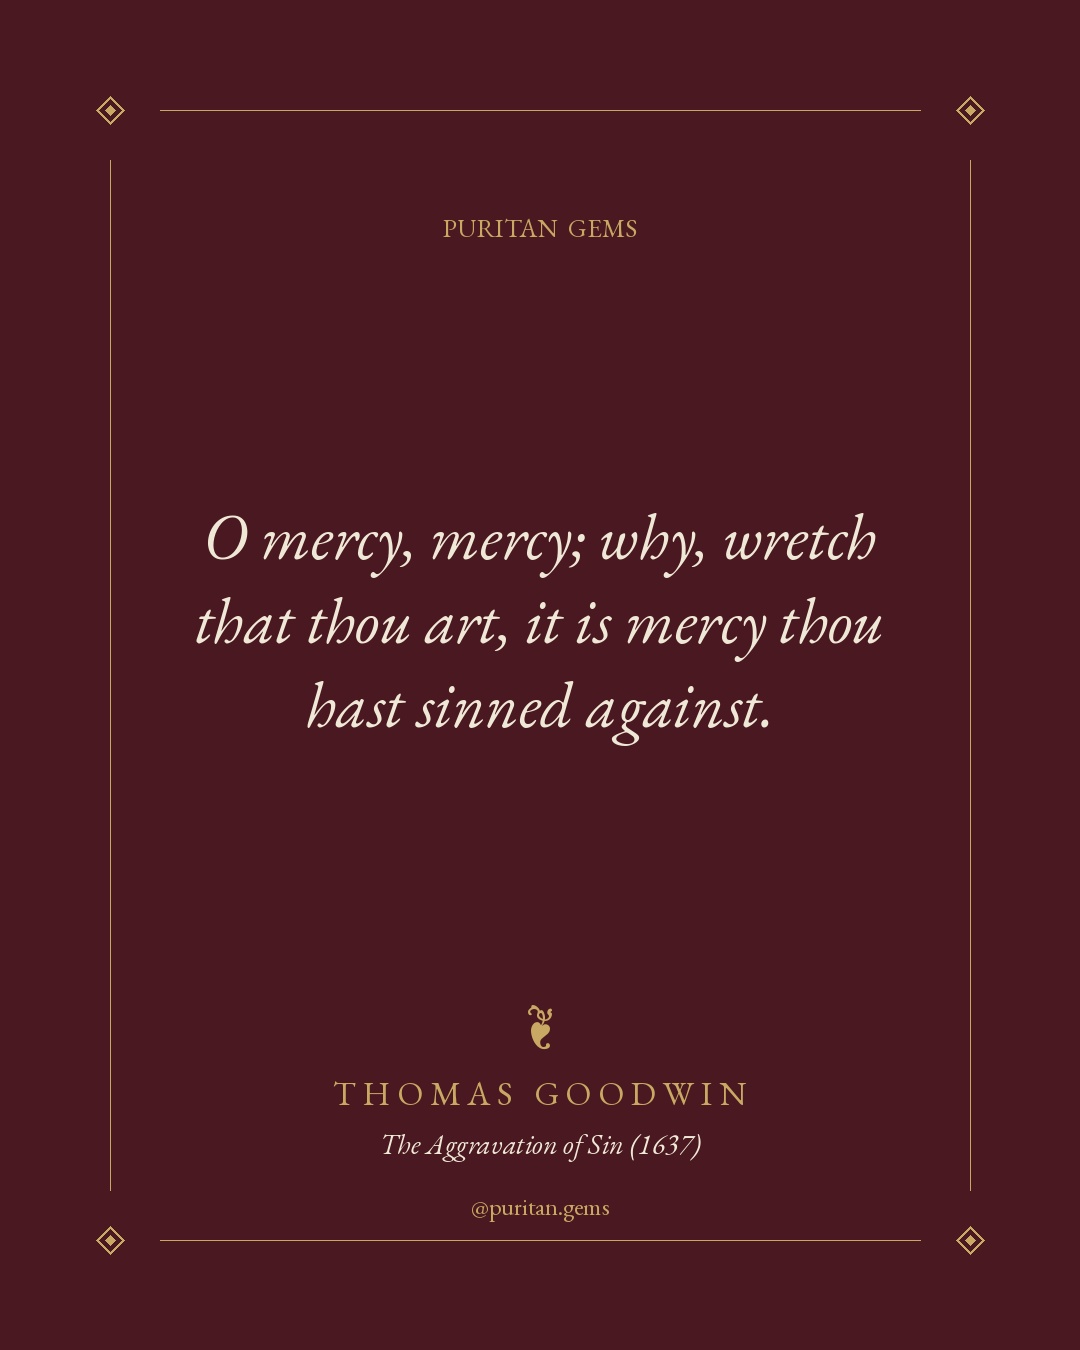 PURITAN GEMS
O mercy, mercy; why, wretch
that thou art, it is mercy thou
hast sinned against.
❦
THOMAS GOODWIN
The Aggravation of Sin (1637)
@puritan.gems